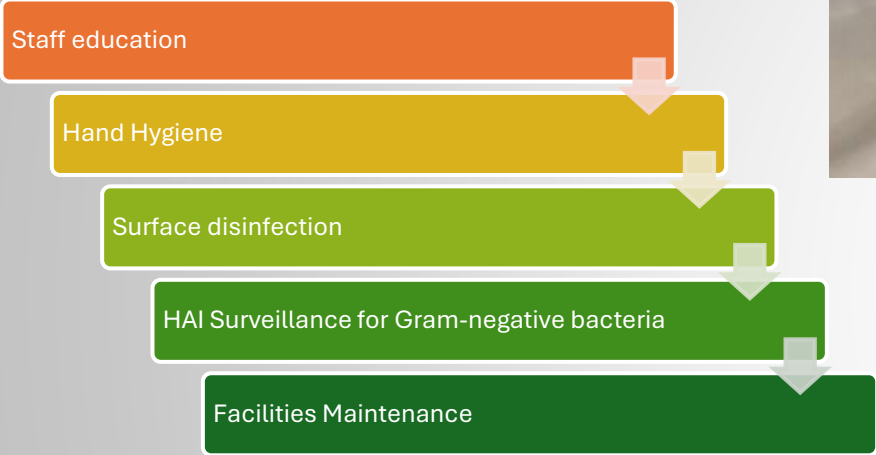 Staff education
Hand Hygiene
Surface disinfection
HAI Surveillance for Gram-negative bacteria
Facilities Maintenance